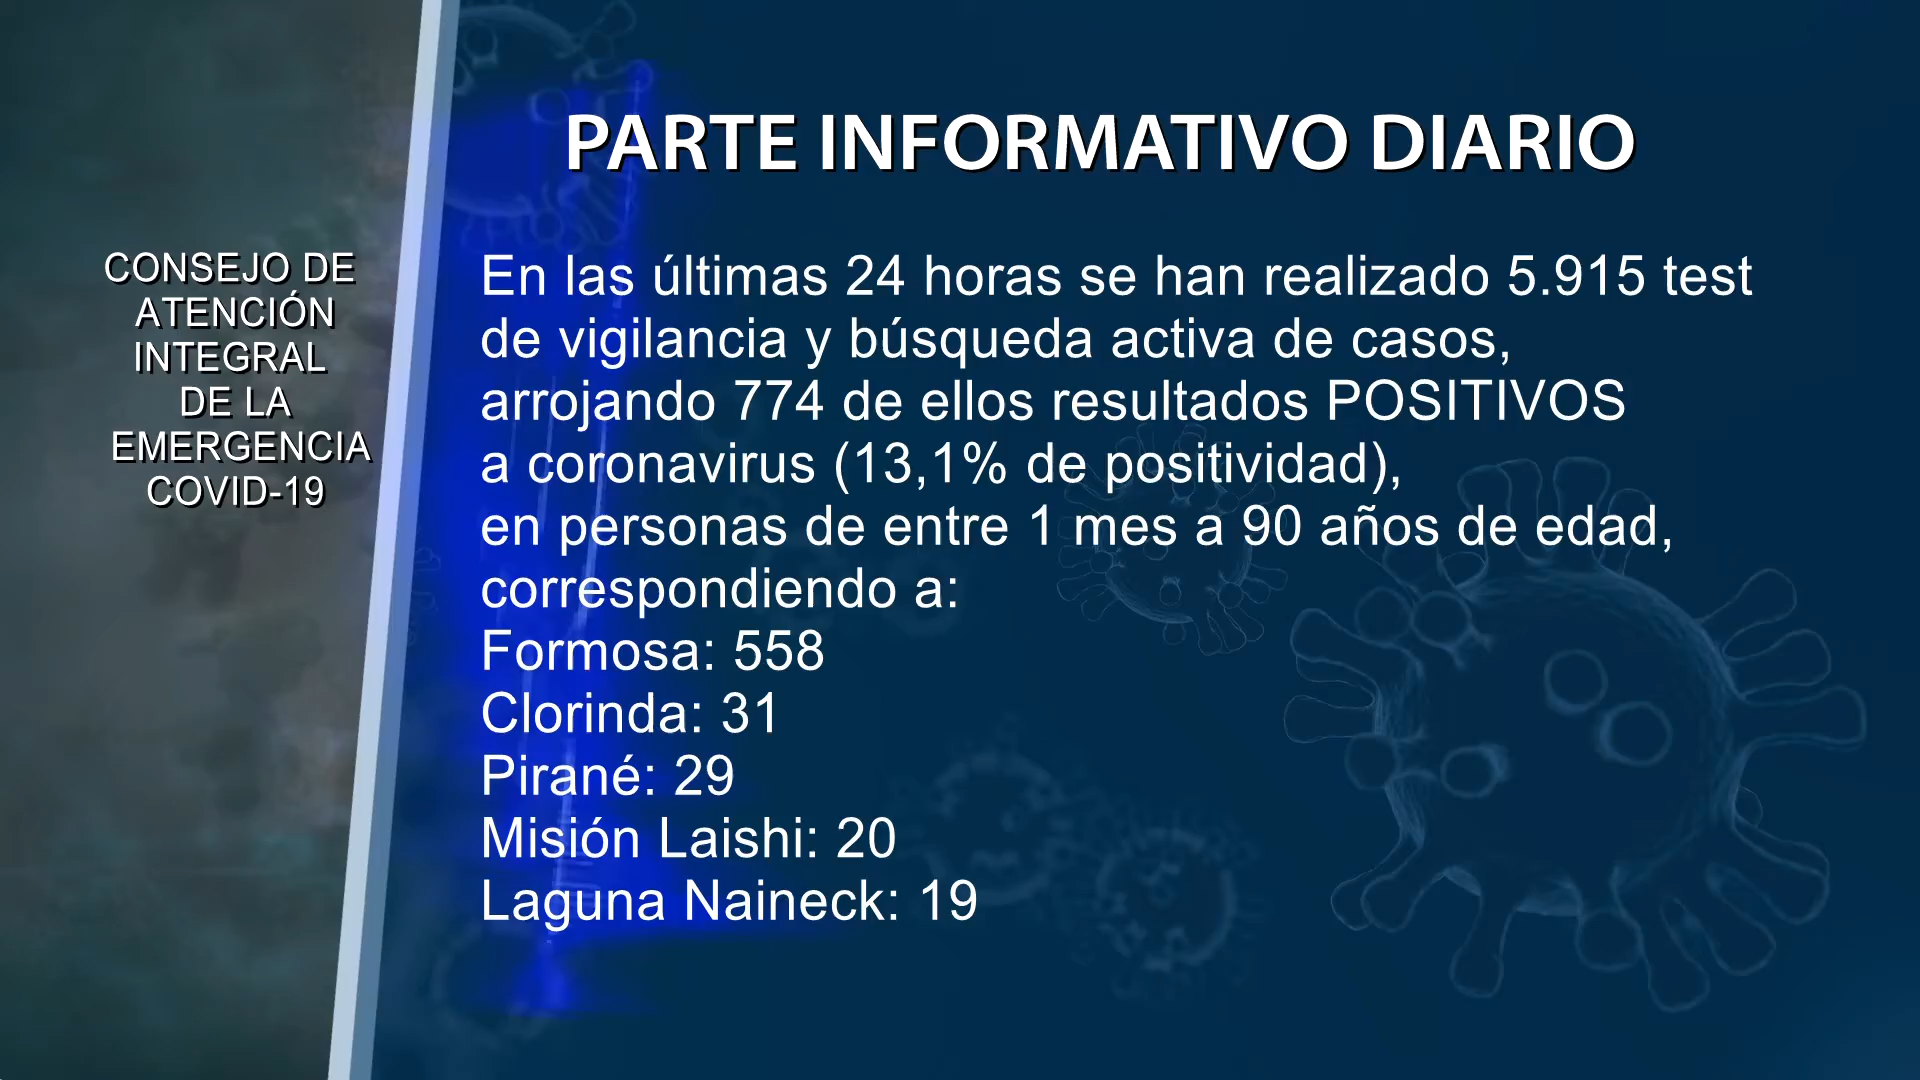 PARTE INFORMATIVO DIARIO
CONSEJO DE
ATENCIÓN
INTEGRAL
DE LA
EMERGENCIA
COVID-19
En las últimas 24 horas se han realizado 5.915 test
de vigilancia y búsqueda activa de casos,
arrojando 774 de ellos resultados POSITIVOS
a coronavirus (13,1% de positividad),
en personas de entre 1 mes a 90 años de edad,
correspondiendo a:
Formosa: 558
Clorinda: 31
Pirané: 29
Misión Laishi: 20
Laguna Naineck: 19